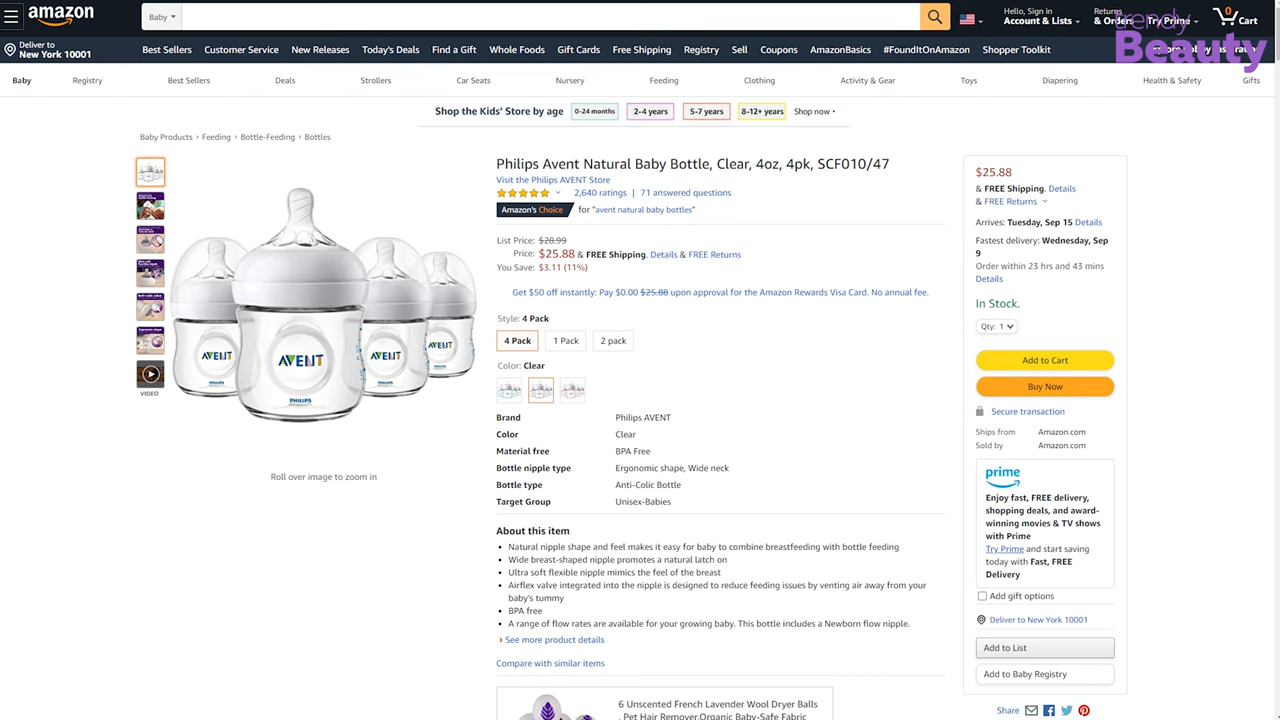 amazon
Baby
Hello, Sign in
Account & Lists
Returns
& Orders
Try Prime
0
Cart
trendy
Beauty
Deliver to
New York 10001
Best Sellers Customer Service New Releases Today's Deals Find a Gift Whole Foods Gift Cards Free Shipping Registry Sell Coupons AmazonBasics #FoundItOnAmazon Shopper Toolkit
Baby Registry Best Sellers Deals Strollers Car Seats Nursery Feeding Clothing Activity & Gear Toys Diapering Health & Safety Gifts
Shop the Kids' Store by age 0-24 months 2-4 years 5-7 years 8-12+ years Shop now
Baby Products › Feeding › Bottle-Feeding › Bottles
AVENT
PHILIPS
AVENT
PHILIPS
AVENT
PHILIPS
AVENT
PHILIPS
VIDEO
Roll over image to zoom in
Philips Avent Natural Baby Bottle, Clear, 4oz, 4pk, SCF010/47
Visit the Philips AVENT Store
2,640 ratings | 71 answered questions
Amazon's Choice for "avent natural baby bottles"
List Price: $28.99
Price: $25.88 & FREE Shipping. Details & FREE Returns
You Save: $3.11 (11%)
Get $50 off instantly: Pay $0.00 $25.88 upon approval for the Amazon Rewards Visa Card. No annual fee.
Style: 4 Pack
4 Pack 1 Pack 2 pack
Color: Clear
Brand Philips AVENT
Color Clear
Material free BPA Free
Bottle nipple type Ergonomic shape, Wide neck
Bottle type Anti-Colic Bottle
Target Group Unisex-Babies
About this item
• Natural nipple shape and feel makes it easy for baby to combine breastfeeding with bottle feeding
• Wide breast-shaped nipple promotes a natural latch on
• Ultra soft flexible nipple mimics the feel of the breast
• Airflex valve integrated into the nipple is designed to reduce feeding issues by venting air away from your
baby's tummy
• BPA free
• A range of flow rates are available for your growing baby. This bottle includes a Newborn flow nipple.
› See more product details
Compare with similar items
6 Unscented French Lavender Wool Dryer Balls
, Pet Hair Remover,Organic Baby-Safe Fabric
$25.88
& FREE Shipping. Details
& FREE Returns
Arrives: Tuesday, Sep 15 Details
Fastest delivery: Wednesday, Sep
9
Order within 23 hrs and 43 mins
Details
In Stock.
Qty: 1
Add to Cart
Buy Now
Secure transaction
Ships from Amazon.com
Sold by Amazon.com
prime
Enjoy fast, FREE delivery,
shopping deals, and award-
winning movies & TV shows
with Prime
Try Prime and start saving
today with Fast, FREE
Delivery
Add gift options
Deliver to New York 10001
Add to List
Add to Baby Registry
Share